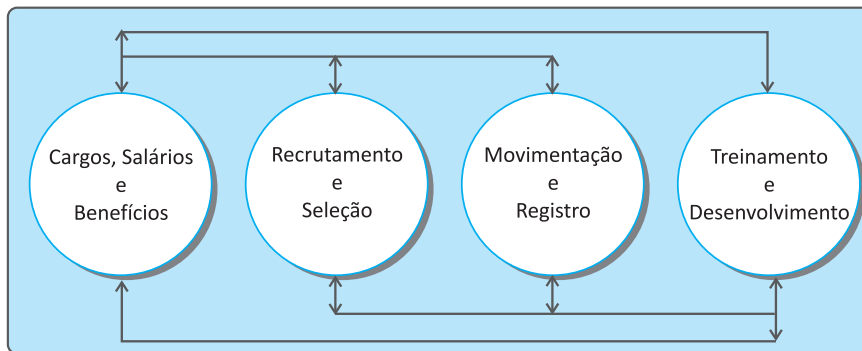 Cargos, Salários
e
Benefícios
Recrutamento
e
Seleção
Movimentação
e
Registro
Treinamento
e
Desenvolvimento